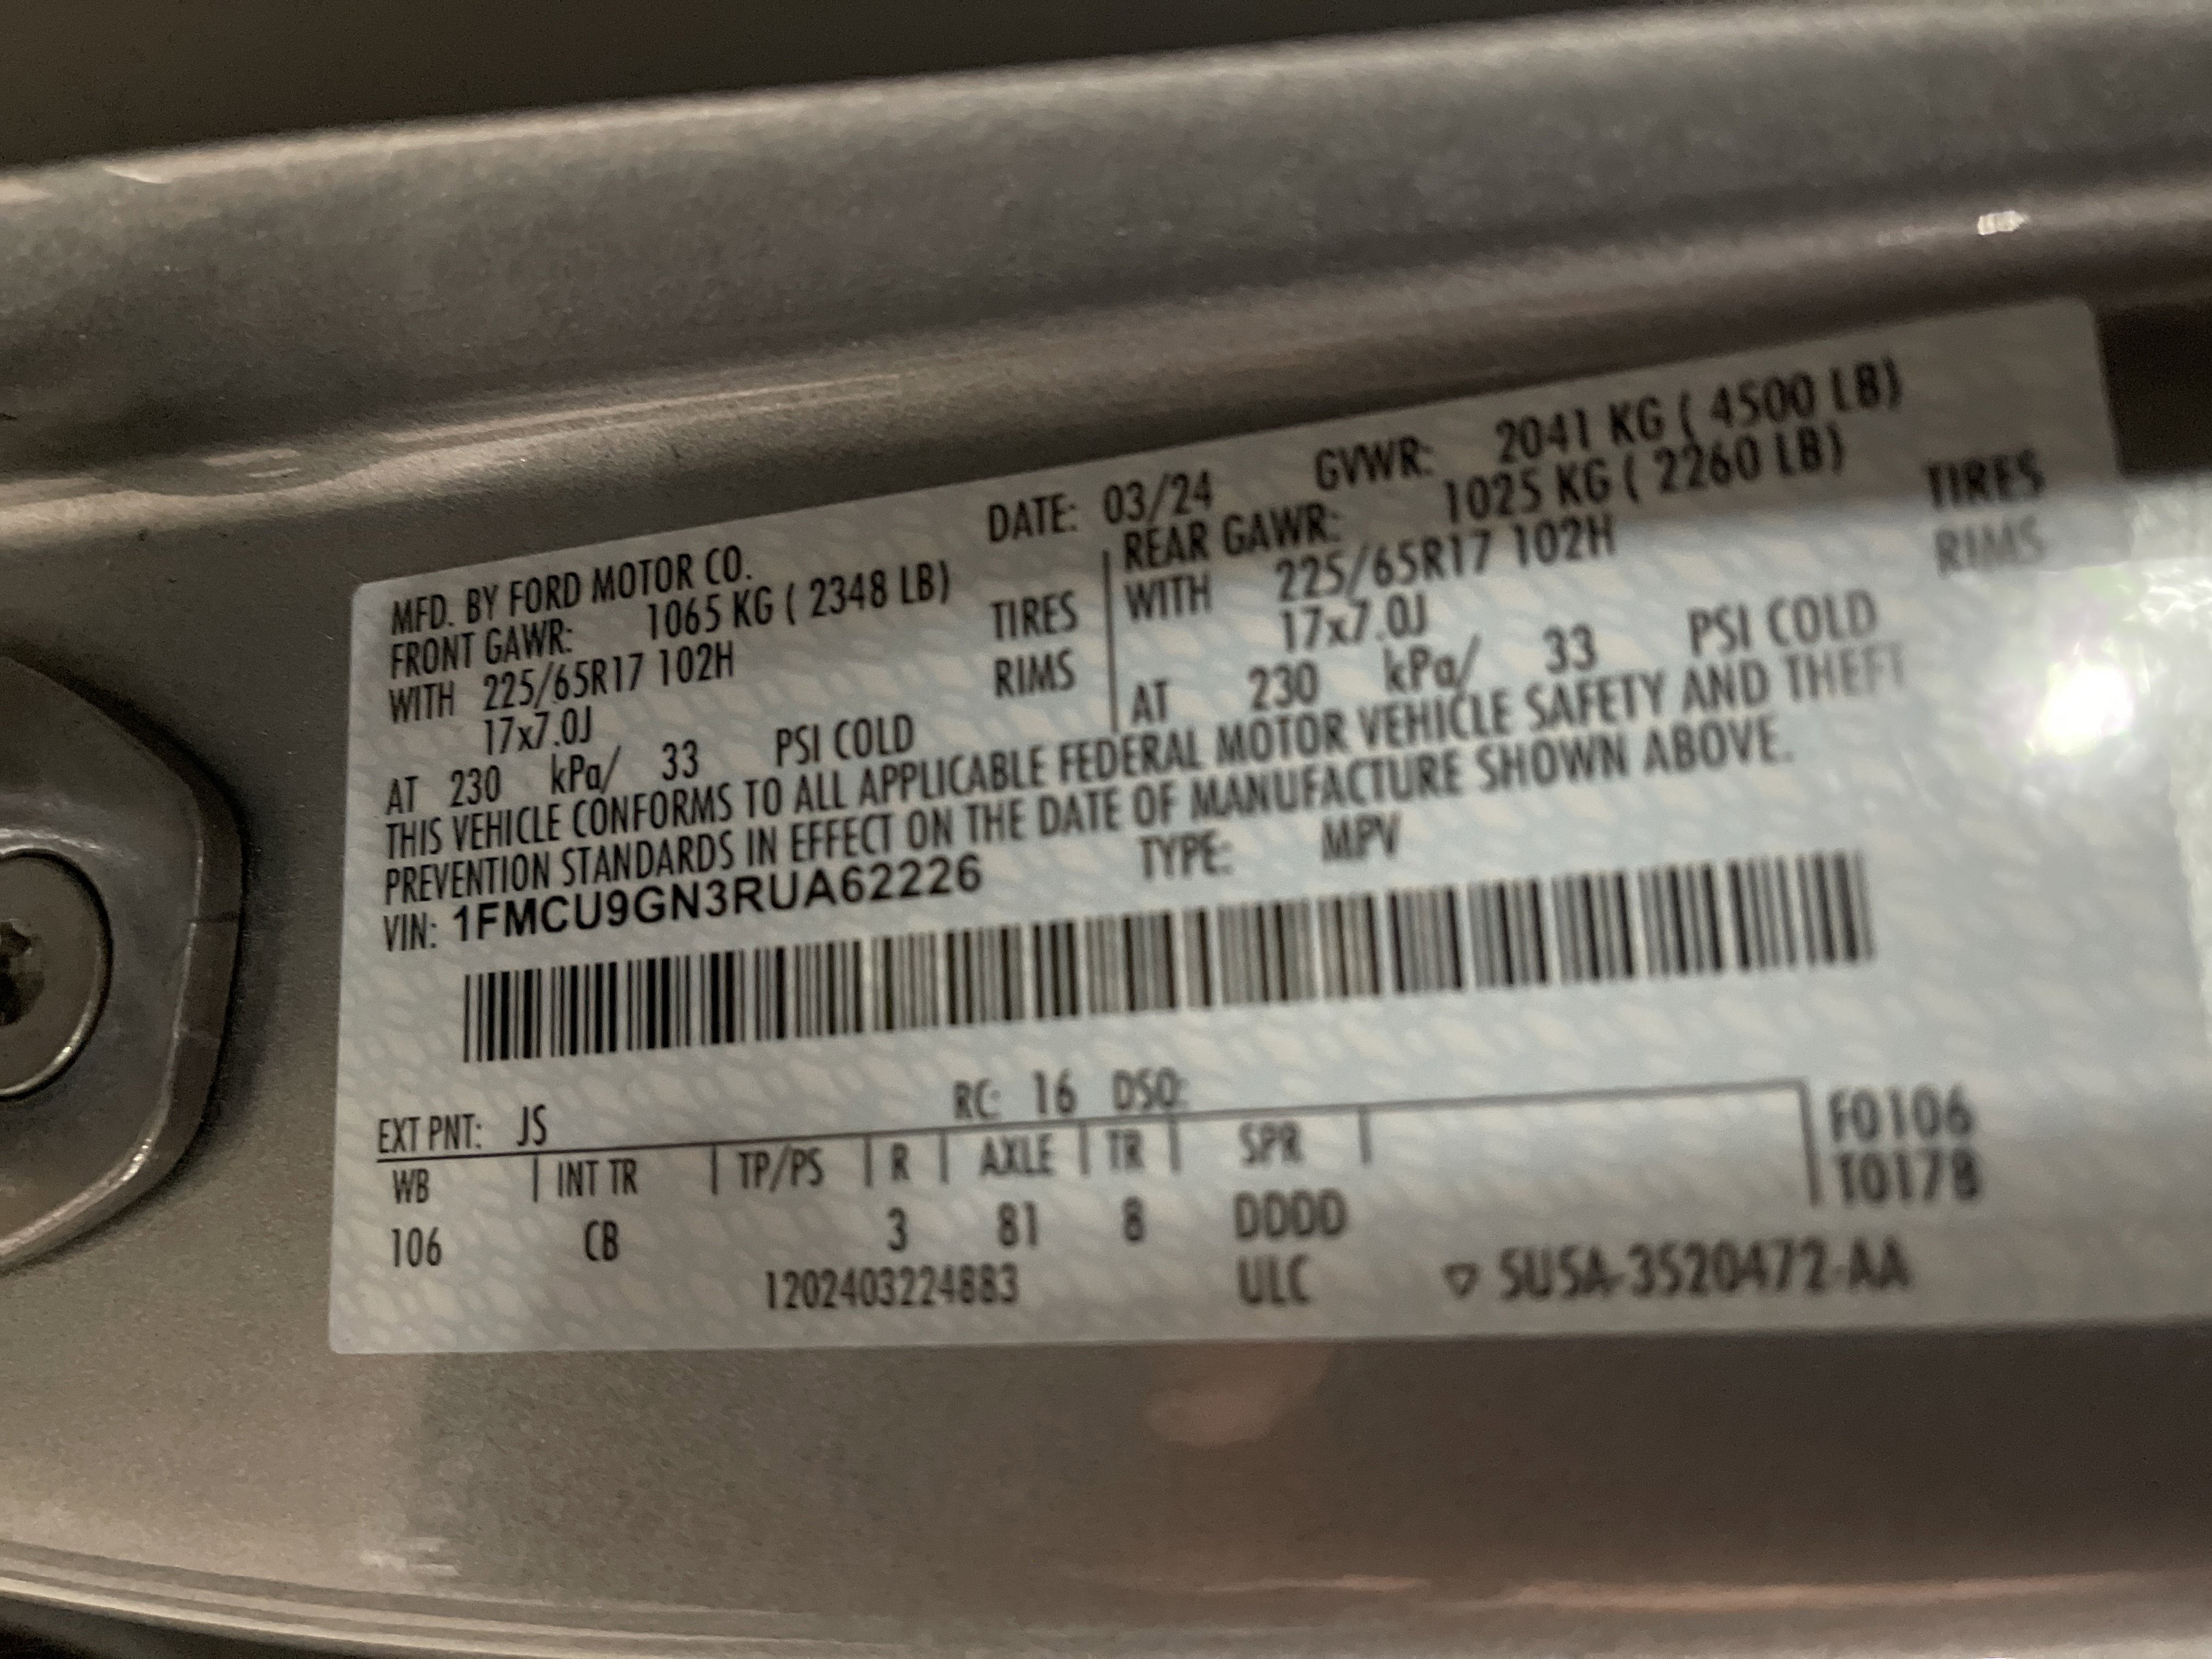 MFD. BY FORD MOTOR CO. DATE: 03/24 GVWR: 2041 KG ( 4500 LB)
FRONT GAWR: 1065 KG ( 2348 LB) REAR GAWR: 1025 KG ( 2260 LB)
WITH 225/65R17 102H TIRES WITH 225/65R17 102H TIRES
17x7.0J RIMS 17x7.0J RIMS
AT 230 kPa/ 33 PSI COLD AT 230 kPa/ 33 PSI COLD
THIS VEHICLE CONFORMS TO ALL APPLICABLE FEDERAL MOTOR VEHICLE SAFETY AND THEFT
PREVENTION STANDARDS IN EFFECT ON THE DATE OF MANUFACTURE SHOWN ABOVE.
VIN: 1FMCU9GN3RUA62226 TYPE: MPV
EXT PNT: JS RC: 16 DSO: F0106
WB INT TR TP/PS R AXLE TR SPR T0178
106 CB 3 81 8 DDDD
1202403224883 ULC ▽ SU5A-3520472-AA